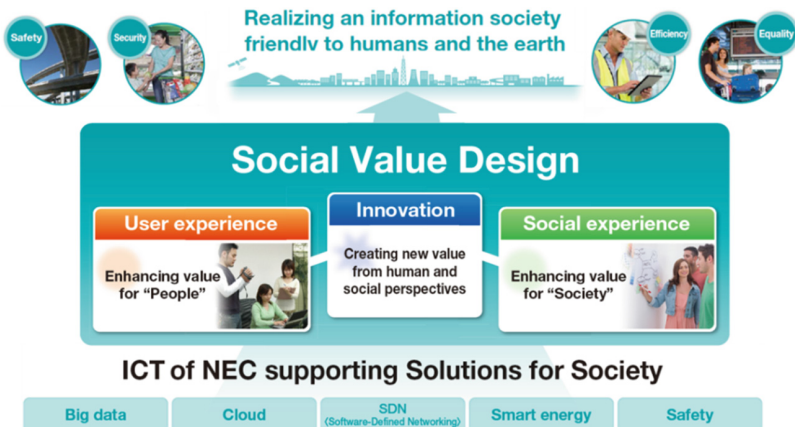 Realizing an information society
friendly to humans and the earth
Safety
Security
Efficiency
Equality
Social Value Design
User experience
Enhancing value
for “People”
Innovation
Creating new value
from human and
social perspectives
Social experience
Enhancing value
for “Society”
ICT of NEC supporting Solutions for Society
Big data
Cloud
SDN
(Software-Defined Networking)
Smart energy
Safety